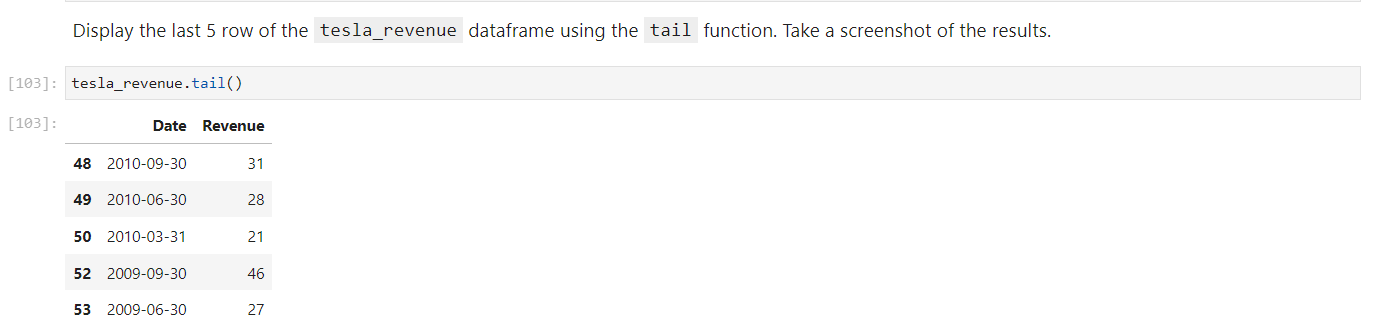 Display the last 5 row of the tesla_revenue dataframe using the tail function. Take a screenshot of the results.
[103]: tesla_revenue.tail()
[103]:
Date Revenue
48 2010-09-30 31
49 2010-06-30 28
50 2010-03-31 21
52 2009-09-30 46
53 2009-06-30 27